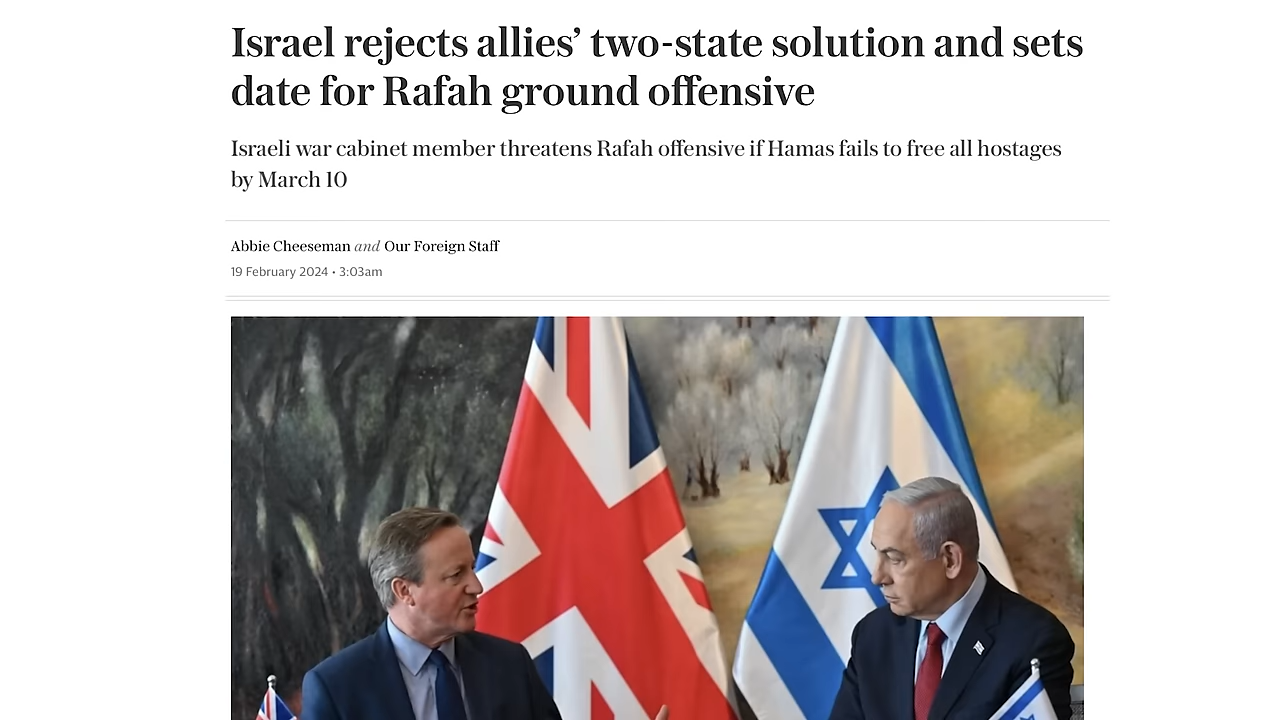 Israel rejects allies’ two-state solution and sets
date for Rafah ground offensive
Israeli war cabinet member threatens Rafah offensive if Hamas fails to free all hostages
by March 10
Abbie Cheeseman and Our Foreign Staff
19 February 2024 • 3:03am